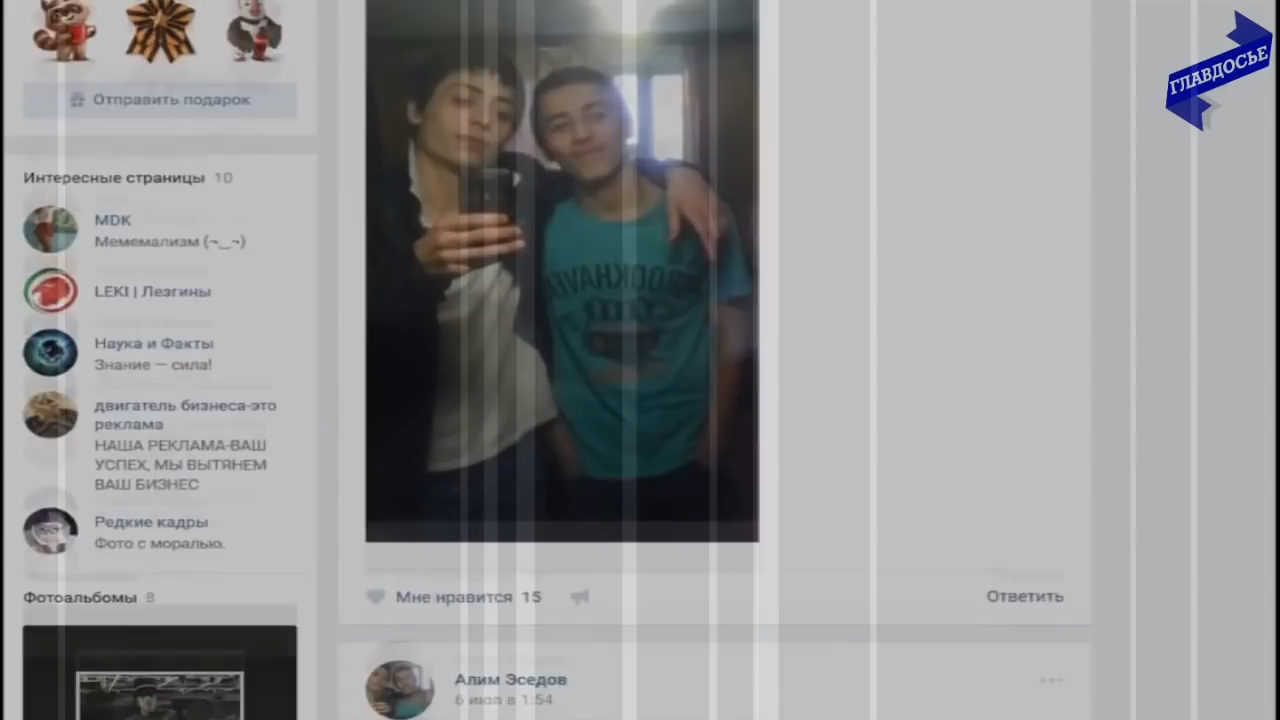 ГЛАВДОСЬЕ
Отправить подарок
Интересные страницы 10
MDK
Мемемализм (¬‿¬)
LEKI | Лезгины
Наука и Факты
Знание — сила!
двигатель бизнеса-это
реклама
НАША РЕКЛАМА-ВАШ
УСПЕХ, МЫ ВЫТЯНЕМ
ВАШ БИЗНЕС
Редкие кадры
Фото с моралью.
Фотоальбомы 8
Мне нравится 15
Ответить
Алим Эседов
6 июл в 1:54